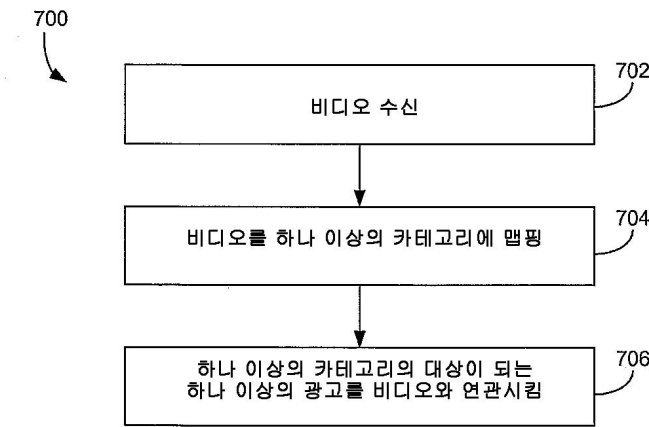 700
702
비디오 수신
704
비디오를 하나 이상의 카테고리에 맵핑
706
하나 이상의 카테고리의 대상이 되는
하나 이상의 광고를 비디오와 연관시킴